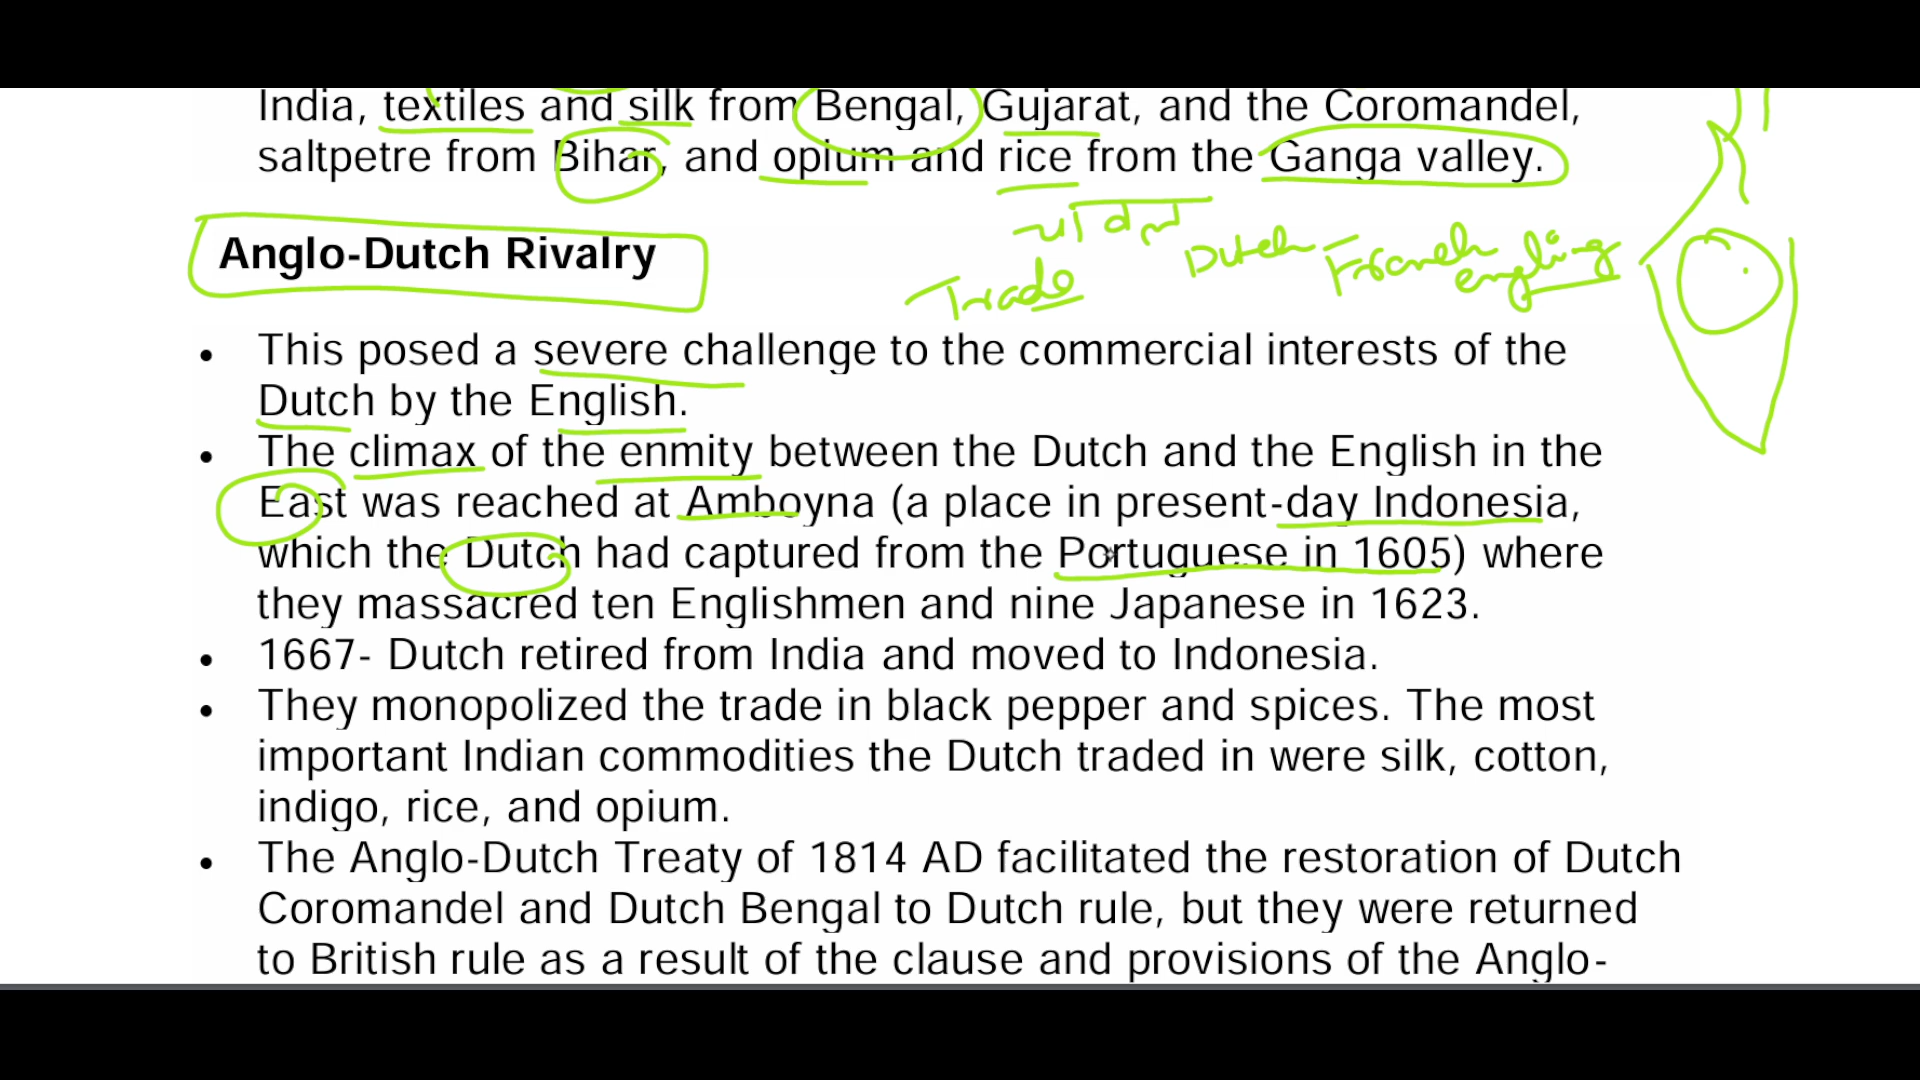 India, textiles and silk from Bengal, Gujarat, and the Coromandel,
saltpetre from Bihar, and opium and rice from the Ganga valley.
Anglo-Dutch Rivalry
Trade
Dutch
French
This posed a severe challenge to the commercial interests of the
Dutch by the English.
The climax of the enmity between the Dutch and the English in the
East was reached at Amboyna (a place in present-day Indonesia,
which the Dutch had captured from the Portuguese in 1605) where
they massacred ten Englishmen and nine Japanese in 1623.
1667- Dutch retired from India and moved to Indonesia.
They monopolized the trade in black pepper and spices. The most
important Indian commodities the Dutch traded in were silk, cotton,
indigo, rice, and opium.
The Anglo-Dutch Treaty of 1814 AD facilitated the restoration of Dutch
Coromandel and Dutch Bengal to Dutch rule, but they were returned
to British rule as a result of the clause and provisions of the Anglo-